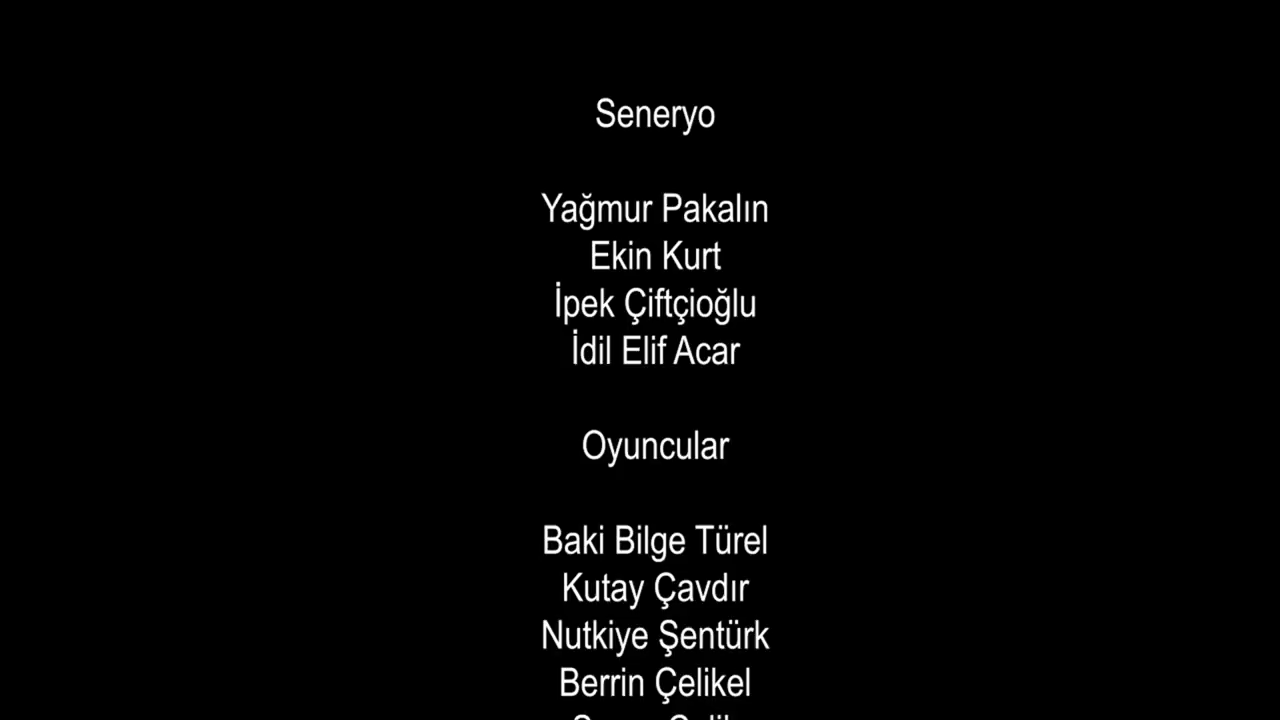 Seneryo
Yağmur Pakalın
Ekin Kurt
İpek Çiftçioğlu
İdil Elif Acar
Oyuncular
Baki Bilge Türel
Kutay Çavdır
Nutkiye Şentürk
Berrin Çelikel